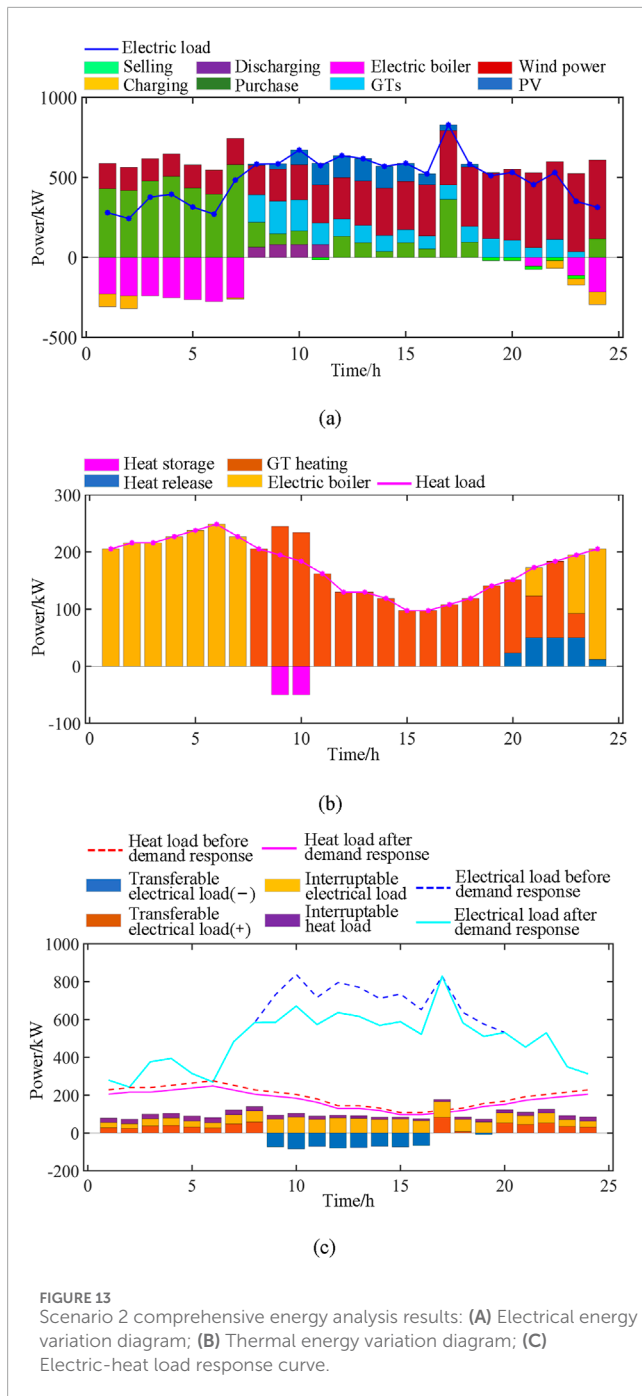 Electric load
Selling Discharging Electric boiler Wind power
Charging Purchase GTs PV
1000
500
0
-500
Power/kW
0 5 10 15 20 25
Time/h
(a)
Heat storage GT heating
Heat release Electric boiler Heat load
300
200
100
0
-100
Power/kW
0 5 10 15 20 25
Time/h
(b)
Heat load before demand response
Heat load after demand response
Transferable electrical load(−)
Interruptable electrical load
Electrical load before demand response
Transferable electrical load(+)
Interruptable heat load
Electrical load after demand response
1000
800
600
400
200
0
-200
Power/kW
0 5 10 15 20 25
Time/h
(c)
FIGURE 13
Scenario 2 comprehensive energy analysis results: (A) Electrical energy
variation diagram; (B) Thermal energy variation diagram; (C)
Electric-heat load response curve.